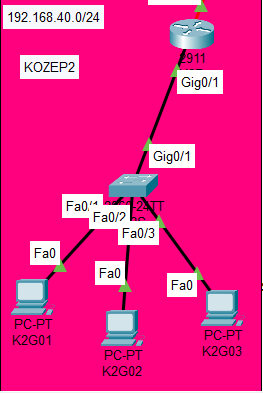 192.168.40.0/24
2911
KOZEP2
Gig0/1
Gig0/1
Fa0/1
Fa0/2
Fa0/3
Fa0
Fa0
Fa0
PC-PT
K2G01
PC-PT
K2G02
PC-PT
K2G03